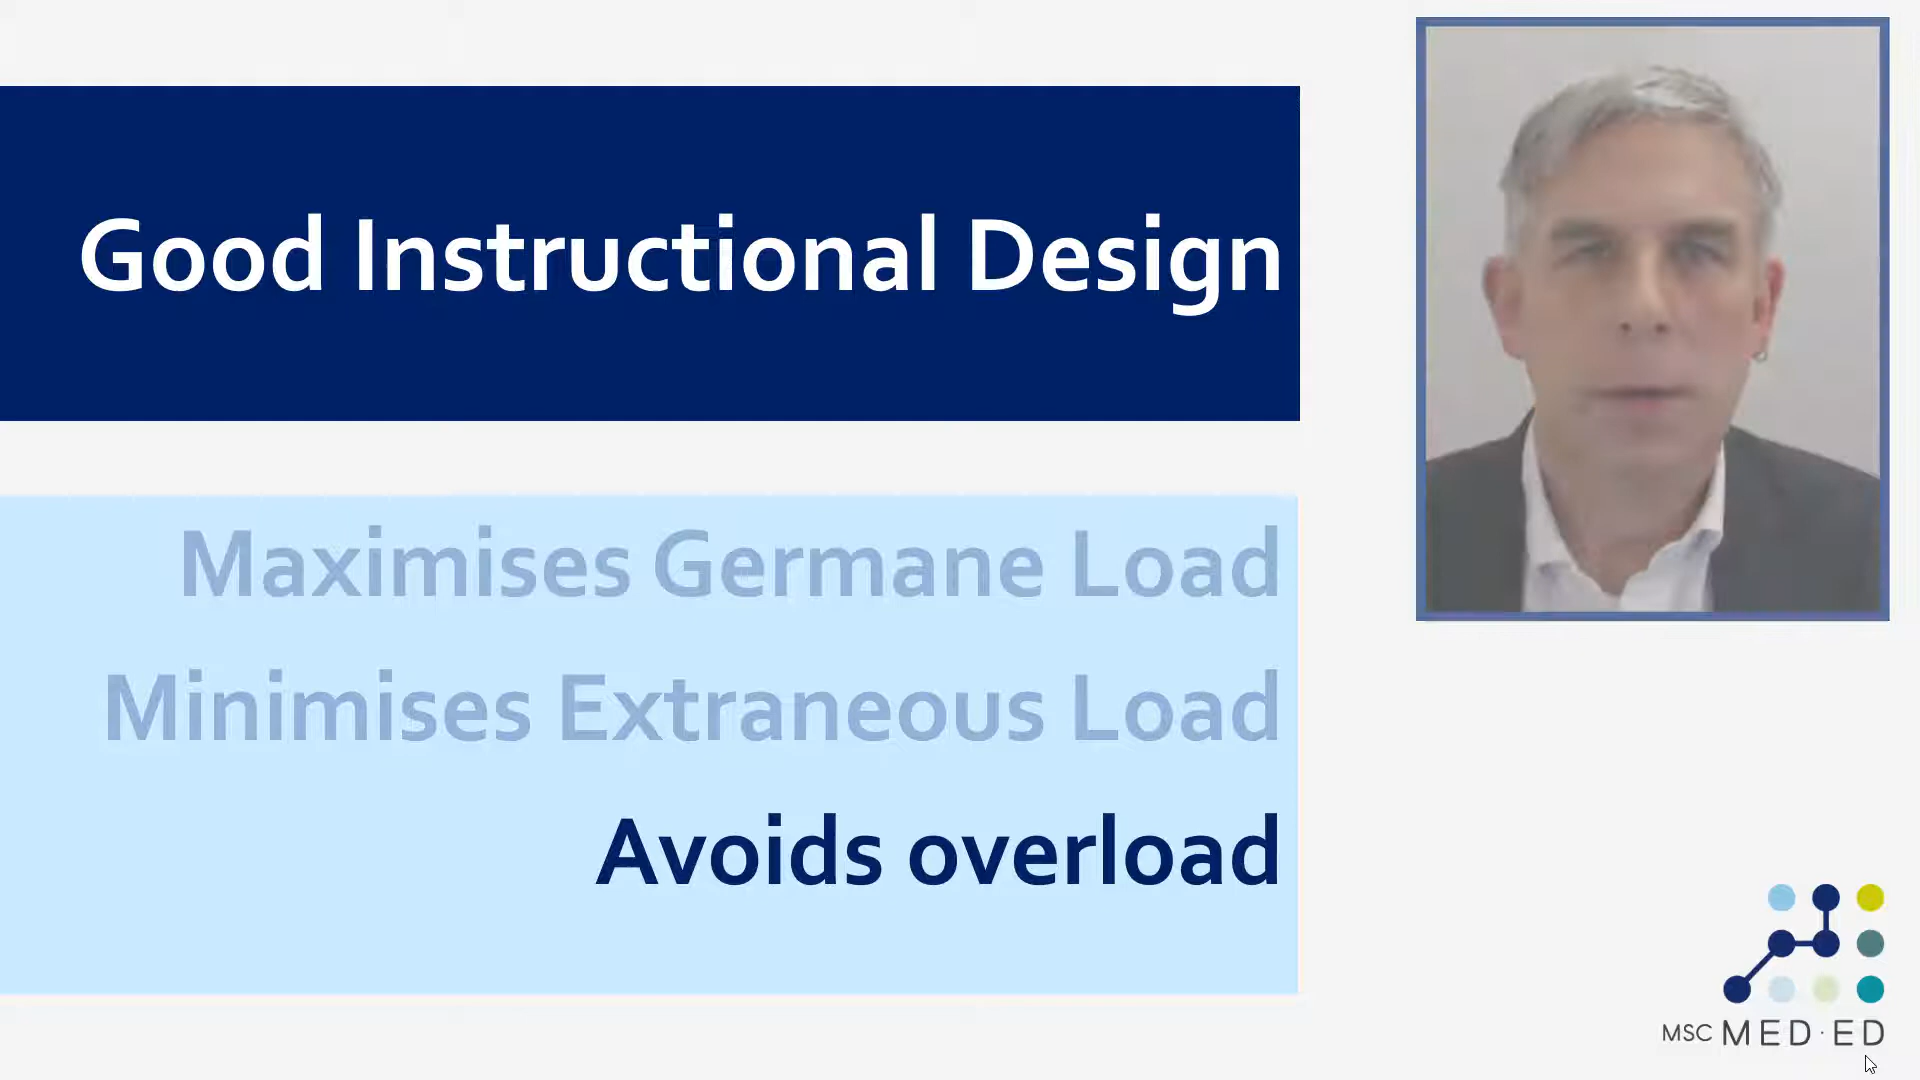 Good Instructional Design
Maximises Germane Load
Minimises Extraneous Load
Avoids overload
MSC MED·ED